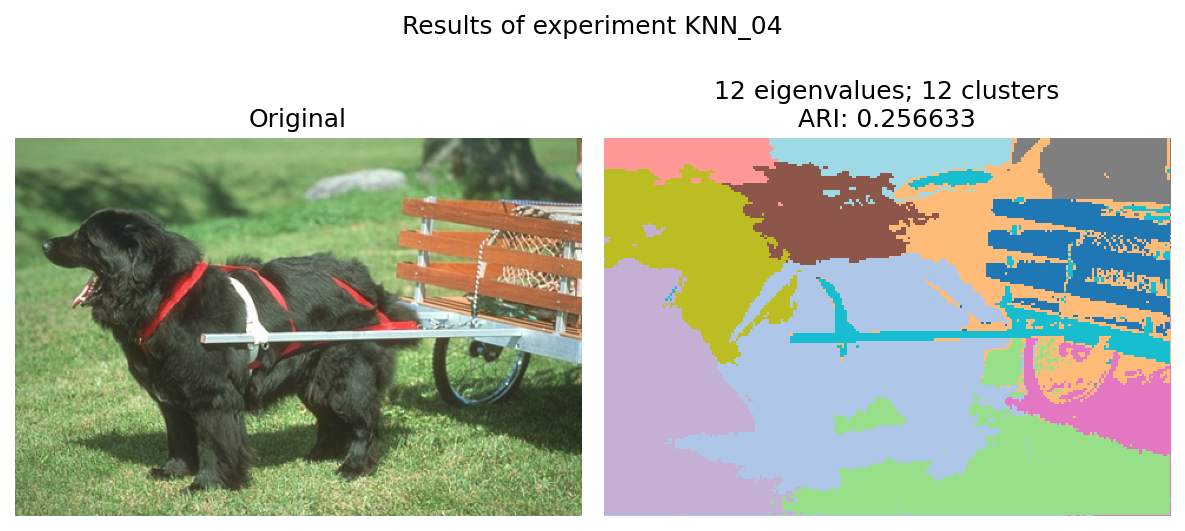 Results of experiment KNN_04
Original
12 eigenvalues; 12 clusters
ARI: 0.256633